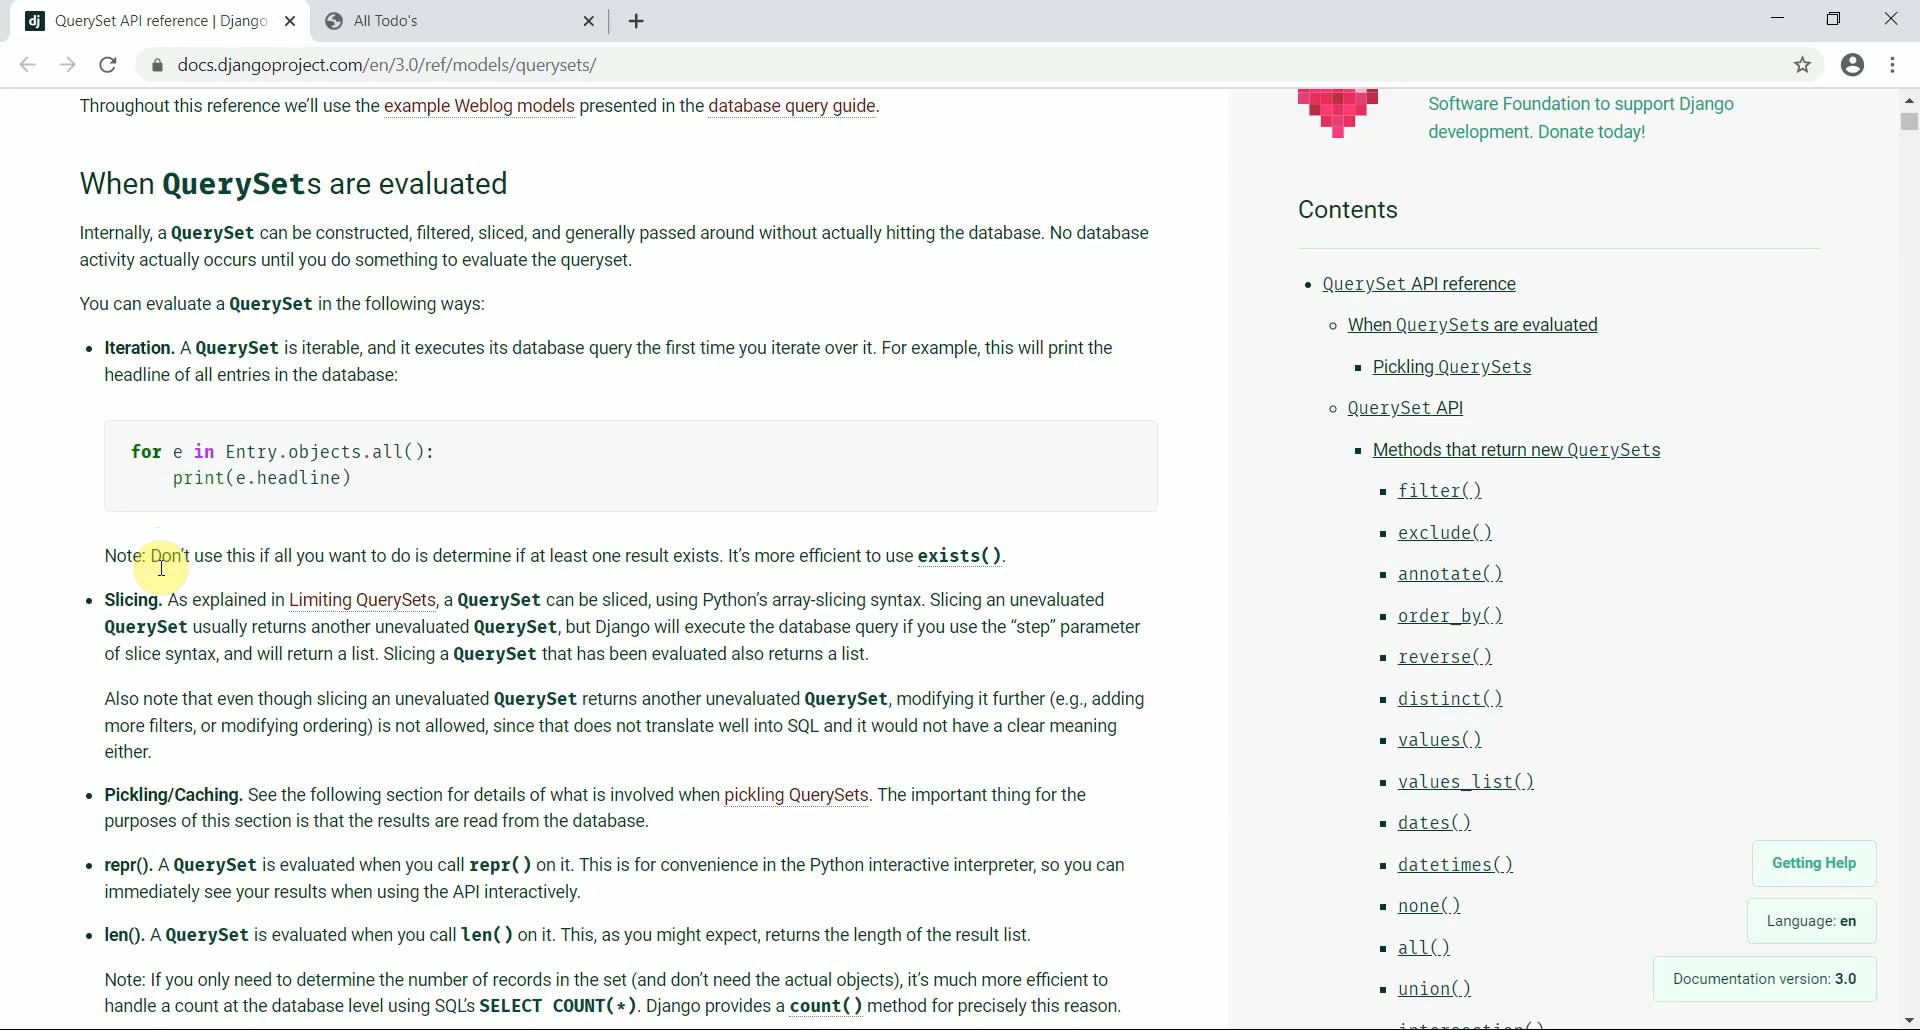 QuerySet API reference | Django
All Todo's
docs.djangoproject.com/en/3.0/ref/models/querysets/
Throughout this reference we'll use the example Weblog models presented in the database query guide.
When QuerySets are evaluated
Internally, a QuerySet can be constructed, filtered, sliced, and generally passed around without actually hitting the database. No database
activity actually occurs until you do something to evaluate the queryset.
You can evaluate a QuerySet in the following ways:
• Iteration. A QuerySet is iterable, and it executes its database query the first time you iterate over it. For example, this will print the
headline of all entries in the database:
for e in Entry.objects.all():
    print(e.headline)
Note: Don't use this if all you want to do is determine if at least one result exists. It's more efficient to use exists().
• Slicing. As explained in Limiting QuerySets, a QuerySet can be sliced, using Python's array-slicing syntax. Slicing an unevaluated
QuerySet usually returns another unevaluated QuerySet, but Django will execute the database query if you use the “step” parameter
of slice syntax, and will return a list. Slicing a QuerySet that has been evaluated also returns a list.
Also note that even though slicing an unevaluated QuerySet returns another unevaluated QuerySet, modifying it further (e.g., adding
more filters, or modifying ordering) is not allowed, since that does not translate well into SQL and it would not have a clear meaning
either.
• Pickling/Caching. See the following section for details of what is involved when pickling QuerySets. The important thing for the
purposes of this section is that the results are read from the database.
• repr(). A QuerySet is evaluated when you call repr() on it. This is for convenience in the Python interactive interpreter, so you can
immediately see your results when using the API interactively.
• len(). A QuerySet is evaluated when you call len() on it. This, as you might expect, returns the length of the result list.
Note: If you only need to determine the number of records in the set (and don't need the actual objects), it's much more efficient to
handle a count at the database level using SQL's SELECT COUNT(*). Django provides a count() method for precisely this reason.
Software Foundation to support Django
development. Donate today!
Contents
QuerySet API reference
When QuerySets are evaluated
Pickling QuerySets
QuerySet API
Methods that return new QuerySets
filter()
exclude()
annotate()
order_by()
reverse()
distinct()
values()
values_list()
dates()
datetimes()
none()
all()
union()
Getting Help
Language: en
Documentation version: 3.0